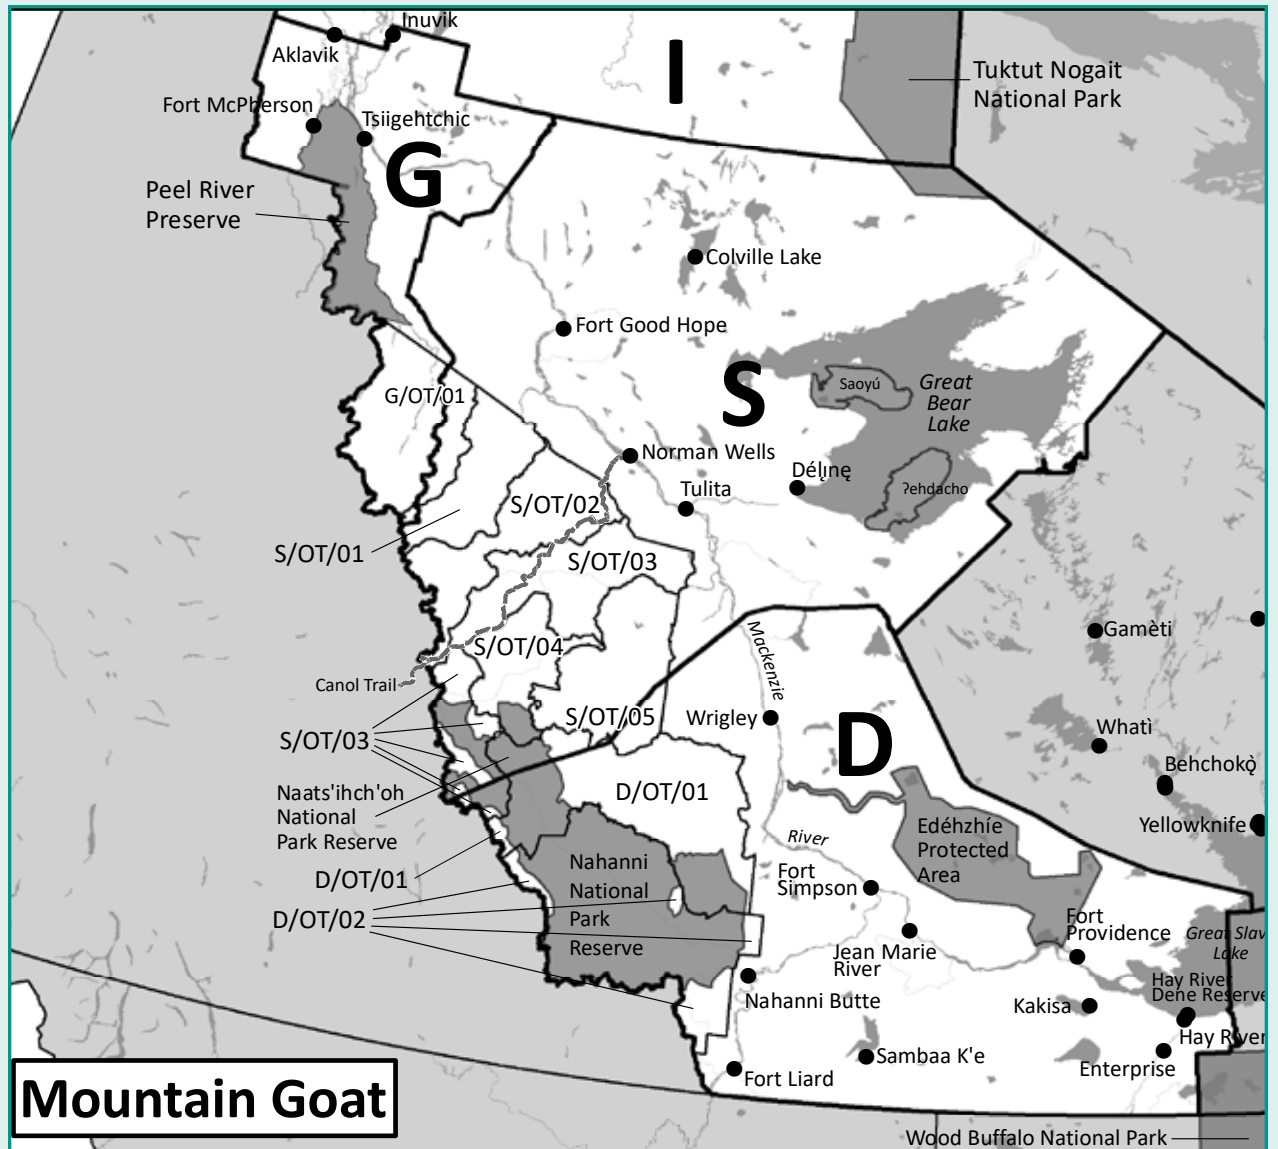 Inuvik
Aklavik
I
Tuktut Nogait
National Park
Fort McPherson
Tsiigehtchic
G
Peel River
Preserve
Colville Lake
Fort Good Hope
S
Saoyú
Great
Bear
Lake
G/OT/01
Norman Wells
Délı̨nę
Tulita
ʔehdacho
S/OT/02
S/OT/01
S/OT/03
Gamètì
Mackenzie
S/OT/04
Canol Trail
S/OT/05
Wrigley
D
Whatì
S/OT/03
Behchokǫ̀
Naats'ihch'oh
National
Park Reserve
D/OT/01
River
Edéhzhíe
Protected
Area
Yellowknife
Nahanni
National
Park
Reserve
Fort
Simpson
D/OT/01
D/OT/02
Fort
Providence
Great Slav
Lake
Jean Marie
River
Hay River
Dene Reserve
Nahanni Butte
Kakisa
Hay River
Sambaa K'e
Enterprise
Fort Liard
Mountain Goat
Wood Buffalo National Park